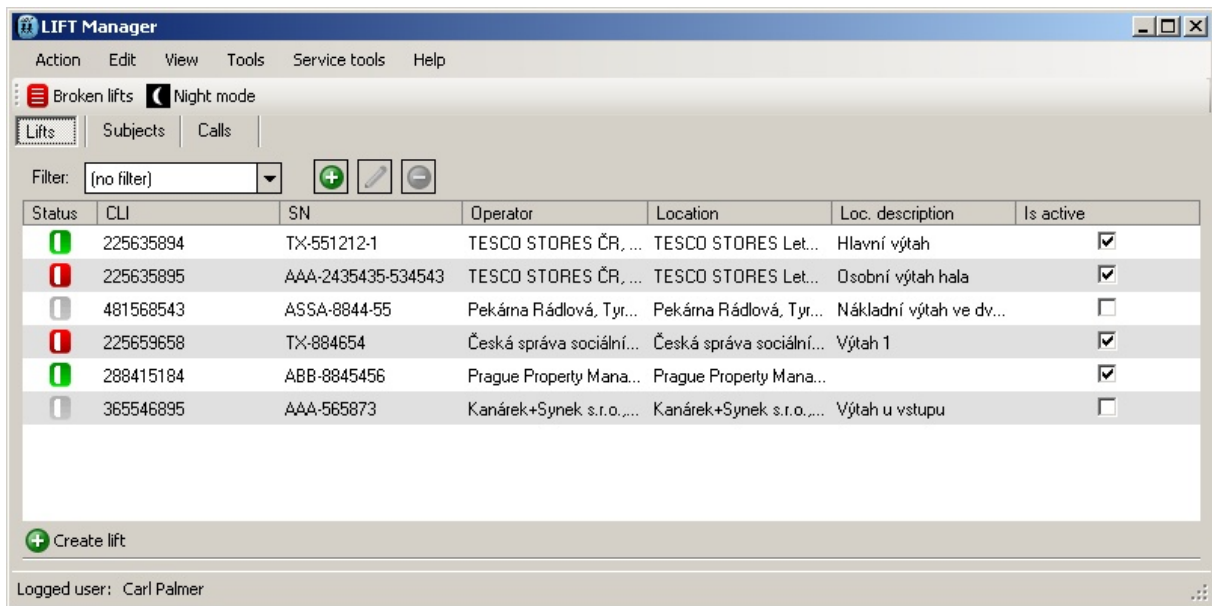 LIFT Manager
Action Edit View Tools Service tools Help
Broken lifts Night mode
Lifts Subjects Calls
Filter: (no filter)
Status CLI SN Operator Location Loc. description Is active
225635894 TX-551212-1 TESCO STORES ČR, ... TESCO STORES Let... Hlavní výtah
225635895 AAA-2435435-534543 TESCO STORES ČR, ... TESCO STORES Let... Osobní výtah hala
481568543 ASSA-8844-55 Pekárna Rádlová, Tyr... Pekárna Rádlová, Tyr... Nákladní výtah ve dv...
225659658 TX-884654 Česká správa sociální... Česká správa sociální... Výtah 1
288415184 ABB-8845456 Prague Property Mana... Prague Property Mana...
365546895 AAA-565873 Kanárek+Synek s.r.o.,... Kanárek+Synek s.r.o.,... Výtah u vstupu
Create lift
Logged user: Carl Palmer